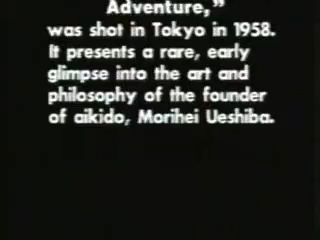 Adventure,"
was shot in Tokyo in 1958.
It presents a rare, early
glimpse into the art and
philosophy of the founder
of aikido, Morihei Ueshiba.